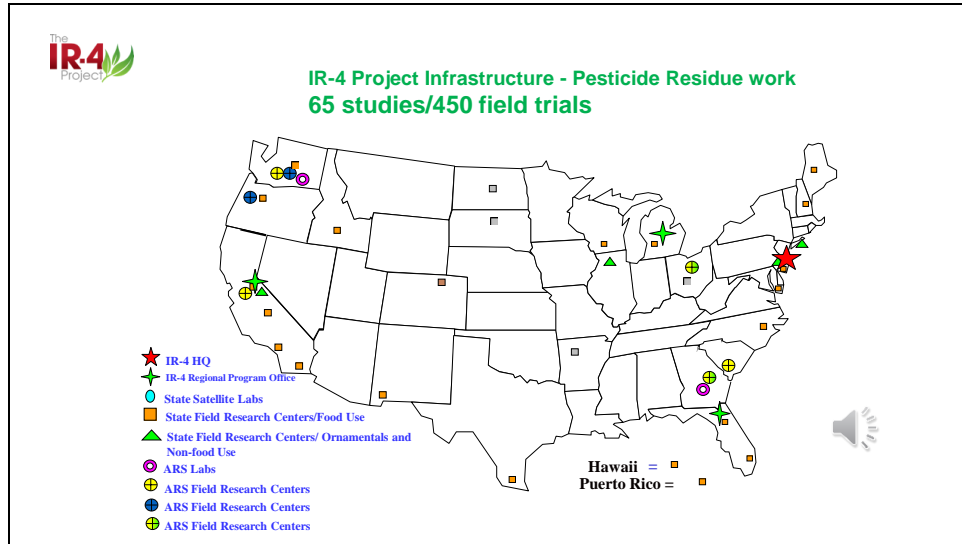 The
IR-4
Project
IR-4 Project Infrastructure - Pesticide Residue work
65 studies/450 field trials
IR-4 HQ
IR-4 Regional Program Office
State Satellite Labs
State Field Research Centers/Food Use
State Field Research Centers/ Ornamentals and
Non-food Use
ARS Labs
ARS Field Research Centers
ARS Field Research Centers
ARS Field Research Centers
Hawaii =
Puerto Rico =